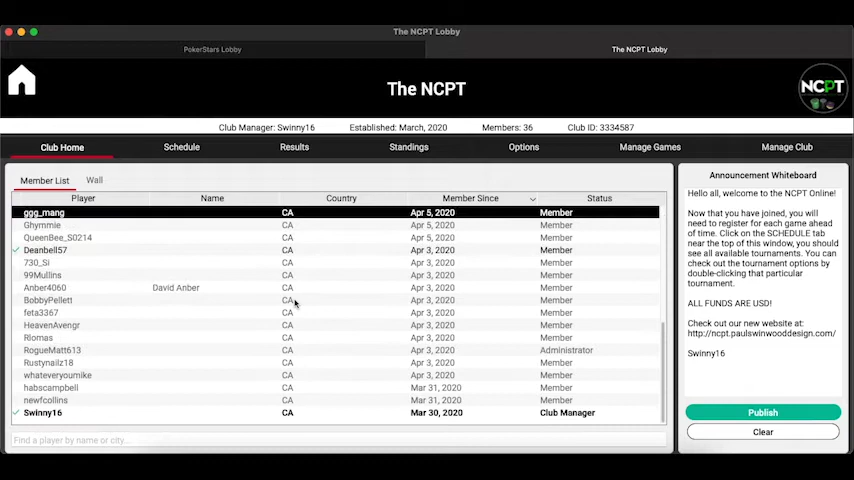 The NCPT Lobby
PokerStars Lobby
The NCPT Lobby
The NCPT
NCPT
Club Manager: Swinny16 Established: March, 2020 Members: 36 Club ID: 3334587
Club Home Schedule Results Standings Options Manage Games Manage Club
Member List Wall
Player Name Country Member Since Status
ggg_mang CA Apr 5, 2020 Member
Ghymmie CA Apr 5, 2020 Member
QueenBee_S0214 CA Apr 3, 2020 Member
Deanbell57 CA Apr 3, 2020 Member
730_Si CA Apr 3, 2020 Member
99Mullins CA Apr 3, 2020 Member
Anber4060 David Anber CA Apr 3, 2020 Member
BobbyPellett CA Apr 3, 2020 Member
feta3367 CA Apr 3, 2020 Member
HeavenAvengr CA Apr 3, 2020 Member
Rlomas CA Apr 3, 2020 Member
RogueMatt613 CA Apr 3, 2020 Administrator
Rustynailz18 CA Apr 3, 2020 Member
whateveryoumike CA Apr 3, 2020 Member
habscampbell CA Mar 31, 2020 Member
newfcollins CA Mar 31, 2020 Member
Swinny16 CA Mar 30, 2020 Club Manager
Find a player by name or city...
Announcement Whiteboard
Hello all, welcome to the NCPT Online!
Now that you have joined, you will
need to register for each game ahead
of time. Click on the SCHEDULE tab
near the top of this window, you should
see all available tournaments. You can
check out the tournament options by
double-clicking that particular
tournament.
ALL FUNDS ARE USD!
Check out our new website at:
http://ncpt.paulswinwooddesign.com/
Swinny16
Publish
Clear